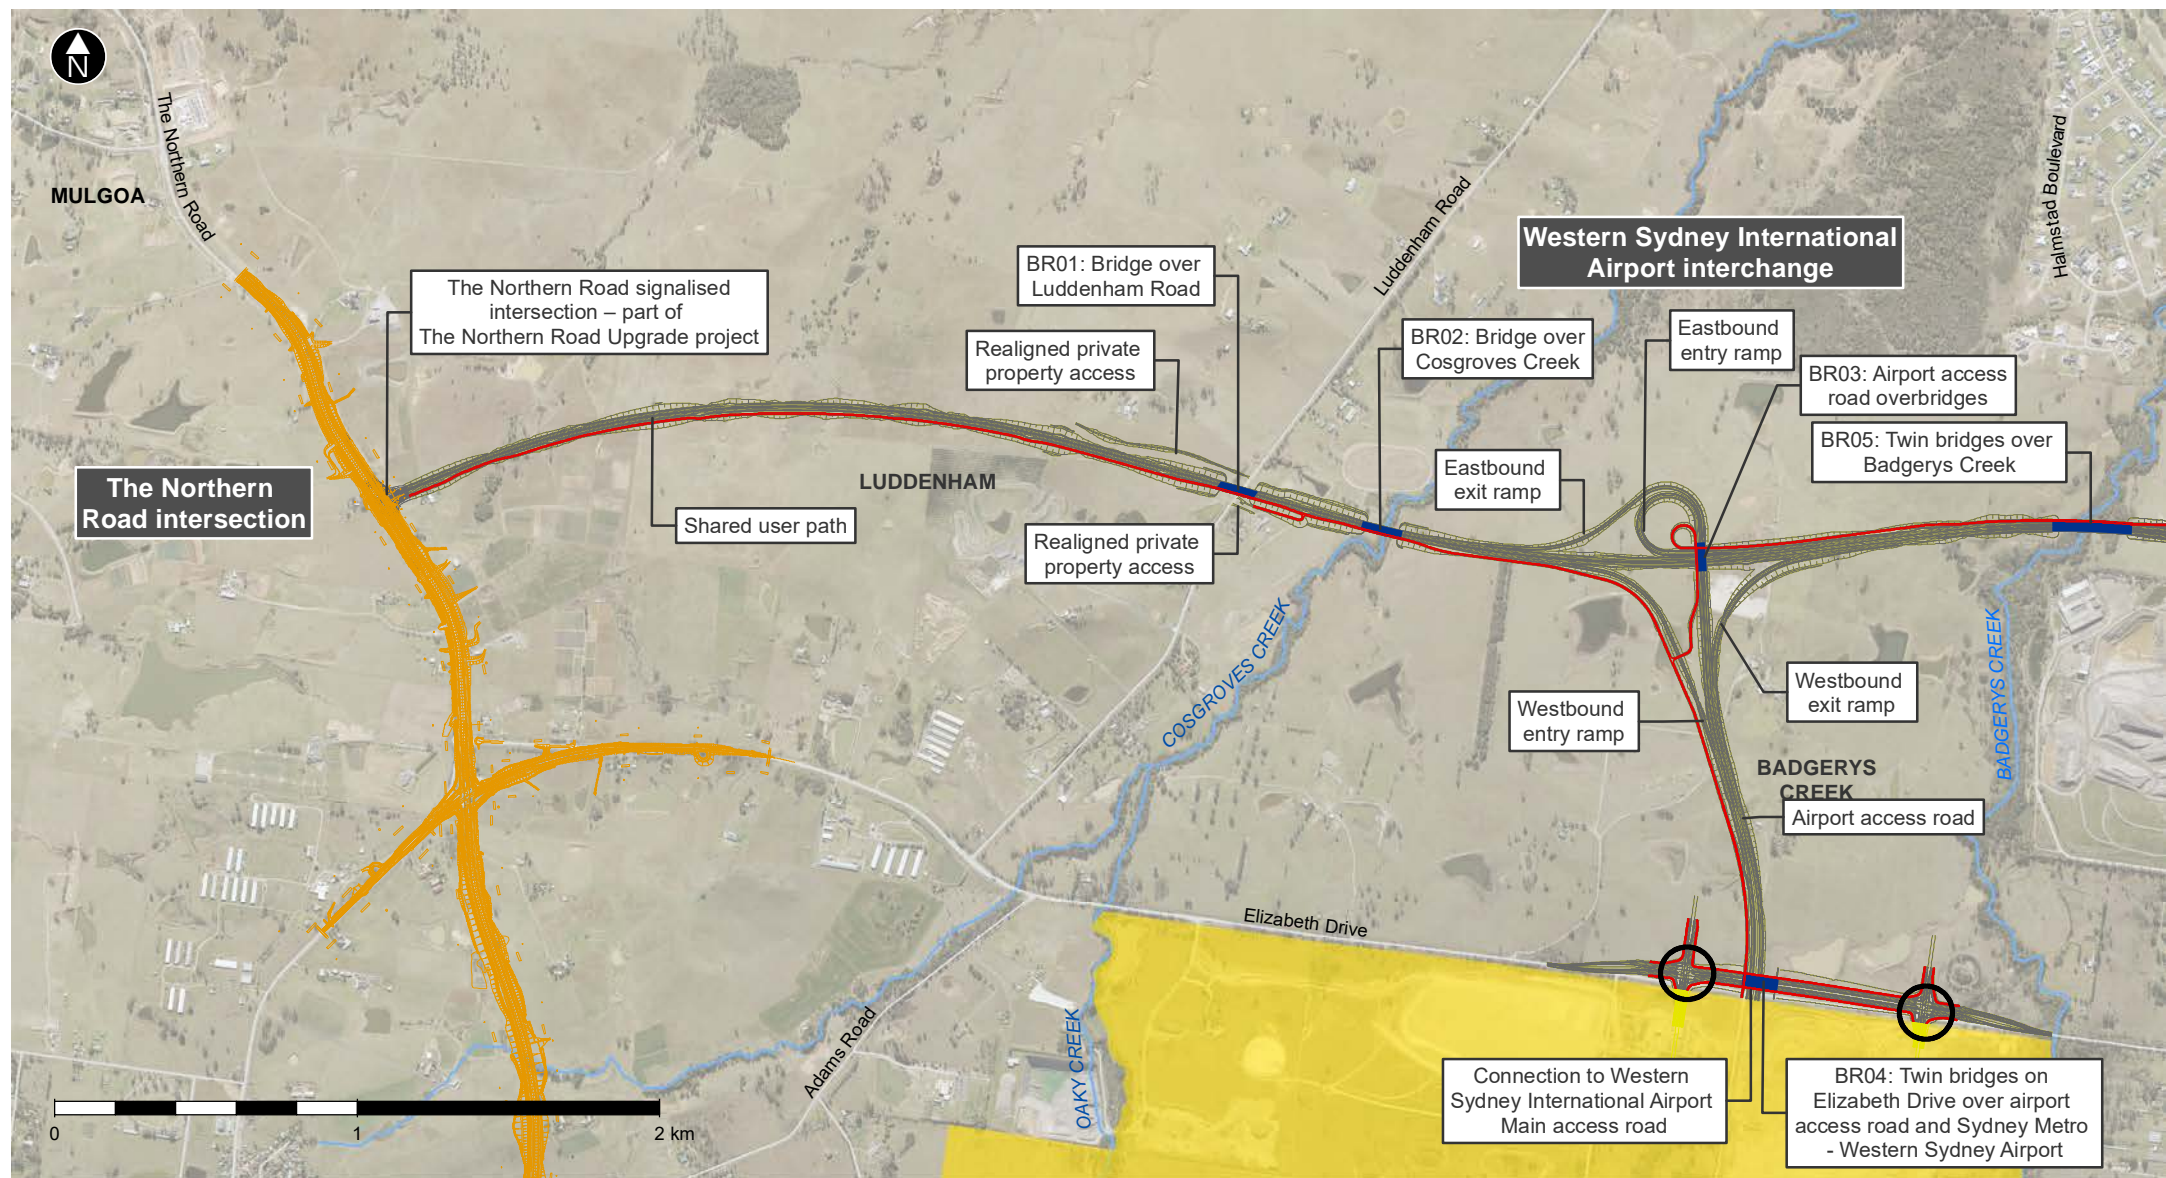 N
The Northern Road
MULGOA
The Northern Road signalised
intersection – part of
The Northern Road Upgrade project
The Northern
Road intersection
Shared user path
LUDDENHAM
Realigned private
property access
BR01: Bridge over
Luddenham Road
Realigned private
property access
Luddenham Road
BR02: Bridge over
Cosgroves Creek
Western Sydney International
Airport interchange
Eastbound
exit ramp
Eastbound
entry ramp
BR03: Airport access
road overbridges
BR05: Twin bridges over
Badgerys Creek
Halmstad Boulevard
COSGROVES CREEK
BADGERYS CREEK
Westbound
entry ramp
Westbound
exit ramp
BADGERYS
CREEK
Airport access road
Elizabeth Drive
Adams Road
OAKY CREEK
Connection to Western
Sydney International Airport
Main access road
BR04: Twin bridges on
Elizabeth Drive over airport
access road and Sydney Metro
- Western Sydney Airport
0 1 2 km